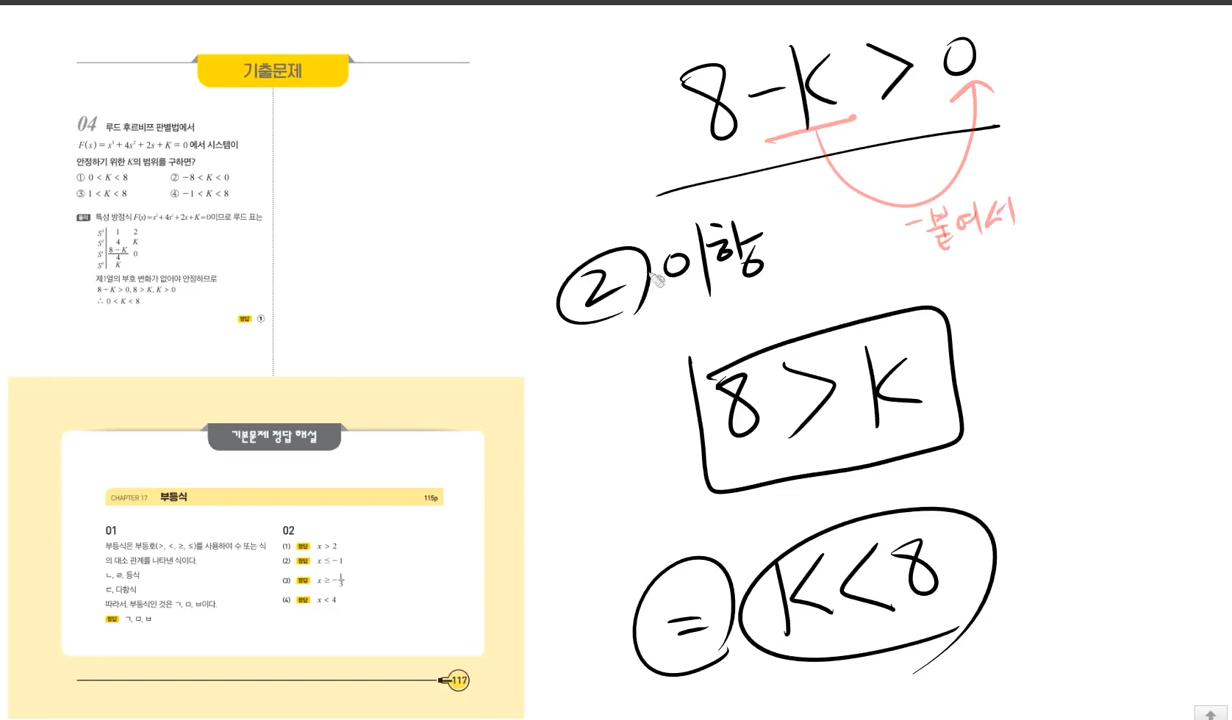 기출문제
04 루드 후르비쯔 판별법에서
F(s) = s³ + 4s² + 2s + K = 0에서 시스템이
안정하기 위한 K의 범위를 구하면?
① 0 < K < 8 ② −8 < K < 0
③ 1 < K < 8 ④ −1 < K < 8
풀이 특성 방정식 F(s)=s³+4s²+2s+K=0이므로 루드 표는
S³ 1 2
S² 4 K
S¹ (8−K)/4 0
S⁰ K
제1열의 부호 변화가 없어야 안정하므로
8 − K > 0, 8 > K, K > 0
∴ 0 < K < 8
정답 ①
기본문제 정답 해설
CHAPTER 17 부등식 115p
01
부등식은 부등호(>, <, ≥, ≤)를 사용하여 수 또는 식
의 대소 관계를 나타낸 식이다.
ㄴ, ㄹ, 등식
ㄷ, 다항식
따라서, 부등식인 것은 ㄱ, ㅁ, ㅂ이다.
정답 ㄱ, ㅁ, ㅂ
02
(1) 정답 x > 2
(2) 정답 x ≤ −1
(3) 정답 x ≥ −1/3
(4) 정답 x < 4
117
8 − K > 0
− 붙여서
② 이항
8 > K
= K < 8